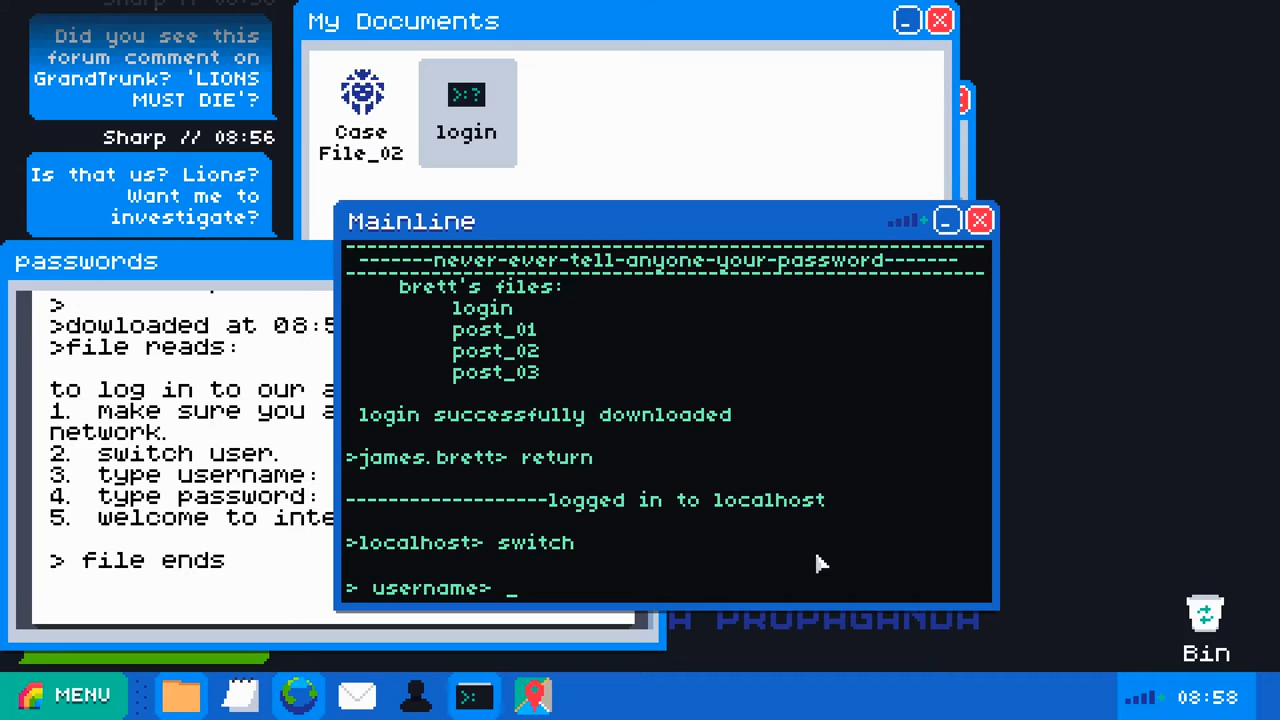 Sharp // 08:56
Did you see this
forum comment on
GrandTrunk? 'LIONS
MUST DIE'?
Sharp // 08:56
Is that us? Lions?
Want me to
investigate?
My Documents
Case
File_02
>:?
login
passwords
>
>dowloaded at 08:5
>file reads:
to log in to our a
1. make sure you a
network.
2. switch user.
3. type username:
4. type password:
5. welcome to inte
> file ends
Mainline
-------never-ever-tell-anyone-your-password-------
brett's files:
login
post_01
post_02
post_03
login successfully downloaded
>james.brett> return
------------------logged in to localhost
>localhost> switch
> username> _
A PROPAGANDA
Bin
MENU
>:
08:58